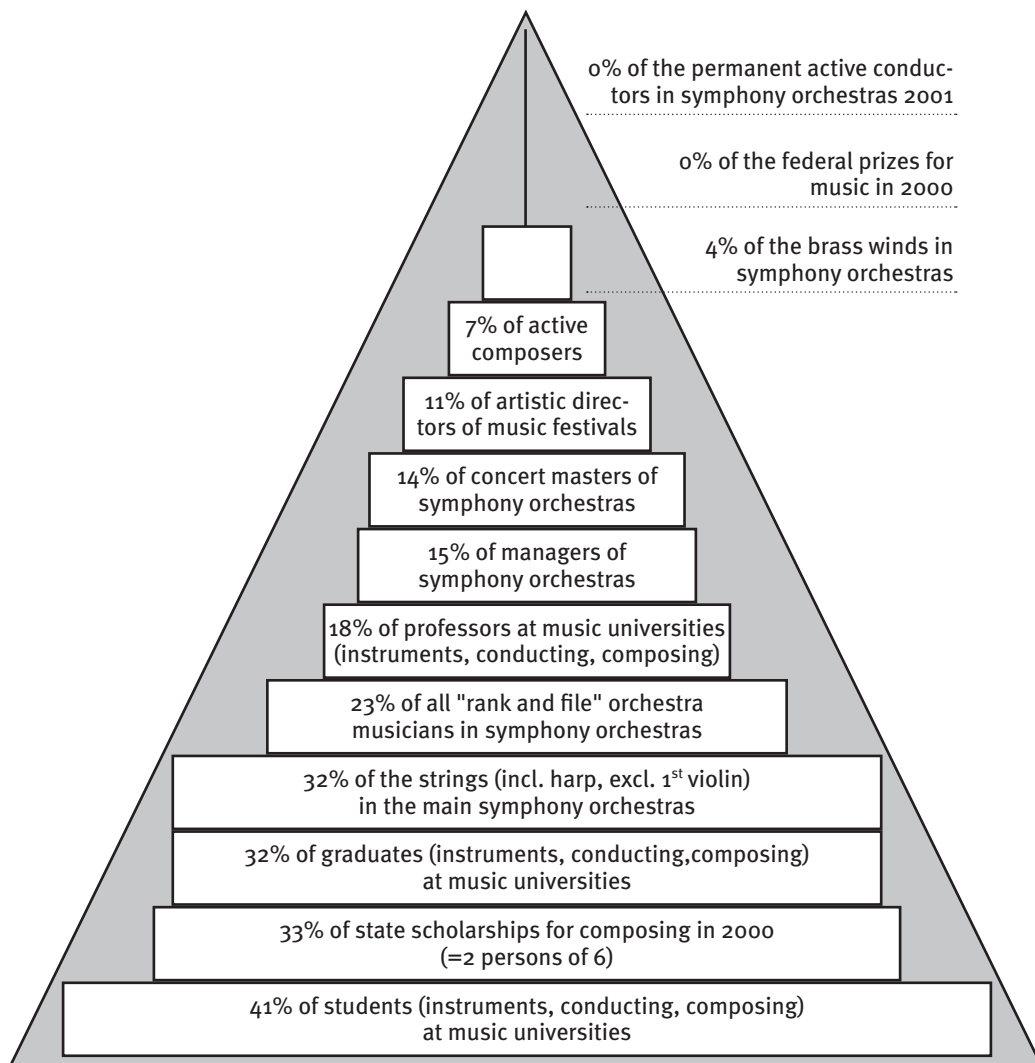 0% of the permanent active conduc-
tors in symphony orchestras 2001
0% of the federal prizes for
music in 2000
4% of the brass winds in
symphony orchestras
7% of active
composers
11% of artistic direc-
tors of music festivals
14% of concert masters of
symphony orchestras
15% of managers of
symphony orchestras
18% of professors at music universities
(instruments, conducting, composing)
23% of all "rank and file" orchestra
musicians in symphony orchestras
32% of the strings (incl. harp, excl. 1st violin)
in the main symphony orchestras
32% of graduates (instruments, conducting,composing)
at music universities
33% of state scholarships for composing in 2000
(=2 persons of 6)
41% of students (instruments, conducting, composing)
at music universities